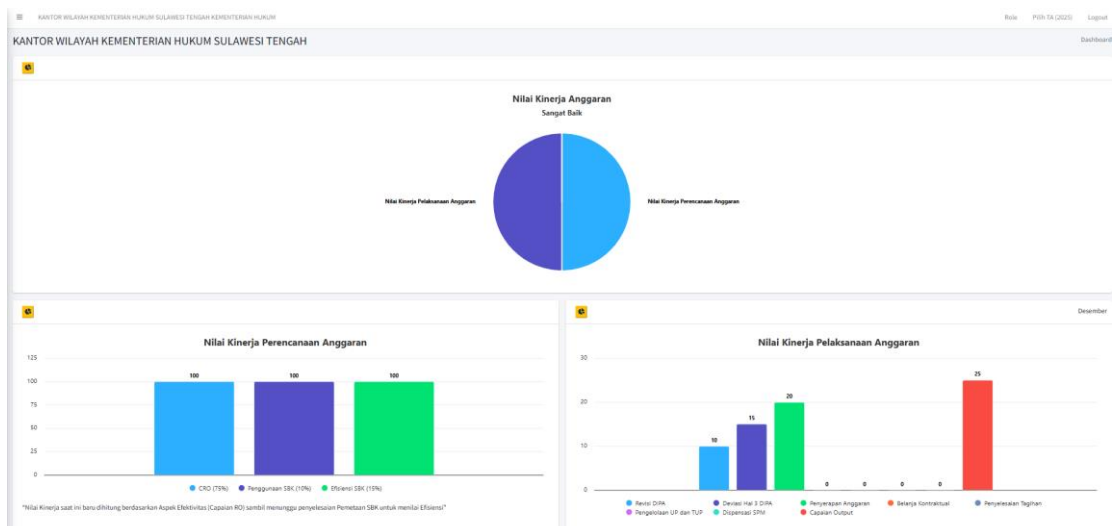 KANTOR WILAYAH KEMENTERIAN HUKUM SULAWESI TENGAH KEMENTERIAN HUKUM
Role Pilih TA (2025) Logout
KANTOR WILAYAH KEMENTERIAN HUKUM SULAWESI TENGAH
Dashboard
Nilai Kinerja Anggaran
Sangat Baik
Nilai Kinerja Pelaksanaan Anggaran
Nilai Kinerja Perencanaan Anggaran
Nilai Kinerja Perencanaan Anggaran
125
100
75
50
25
0
100 100 100
CRO (75%) Penggunaan SBK (10%) Efisiensi SBK (15%)
"Nilai Kinerja saat ini baru dihitung berdasarkan Aspek Efektivitas (Capaian RO) sambil menunggu penyelesaian Pemetaan SBK untuk menilai Efisiensi"
Desember
Nilai Kinerja Pelaksanaan Anggaran
30
20
10
0
10 15 20 0 0 0 0 25
Revisi DIPA Deviasi Hal 3 DIPA Penyerapan Anggaran Belanja Kontraktual Penyelesaian Tagihan
Pengelolaan UP dan TUP Dispensasi SPM Capaian Output